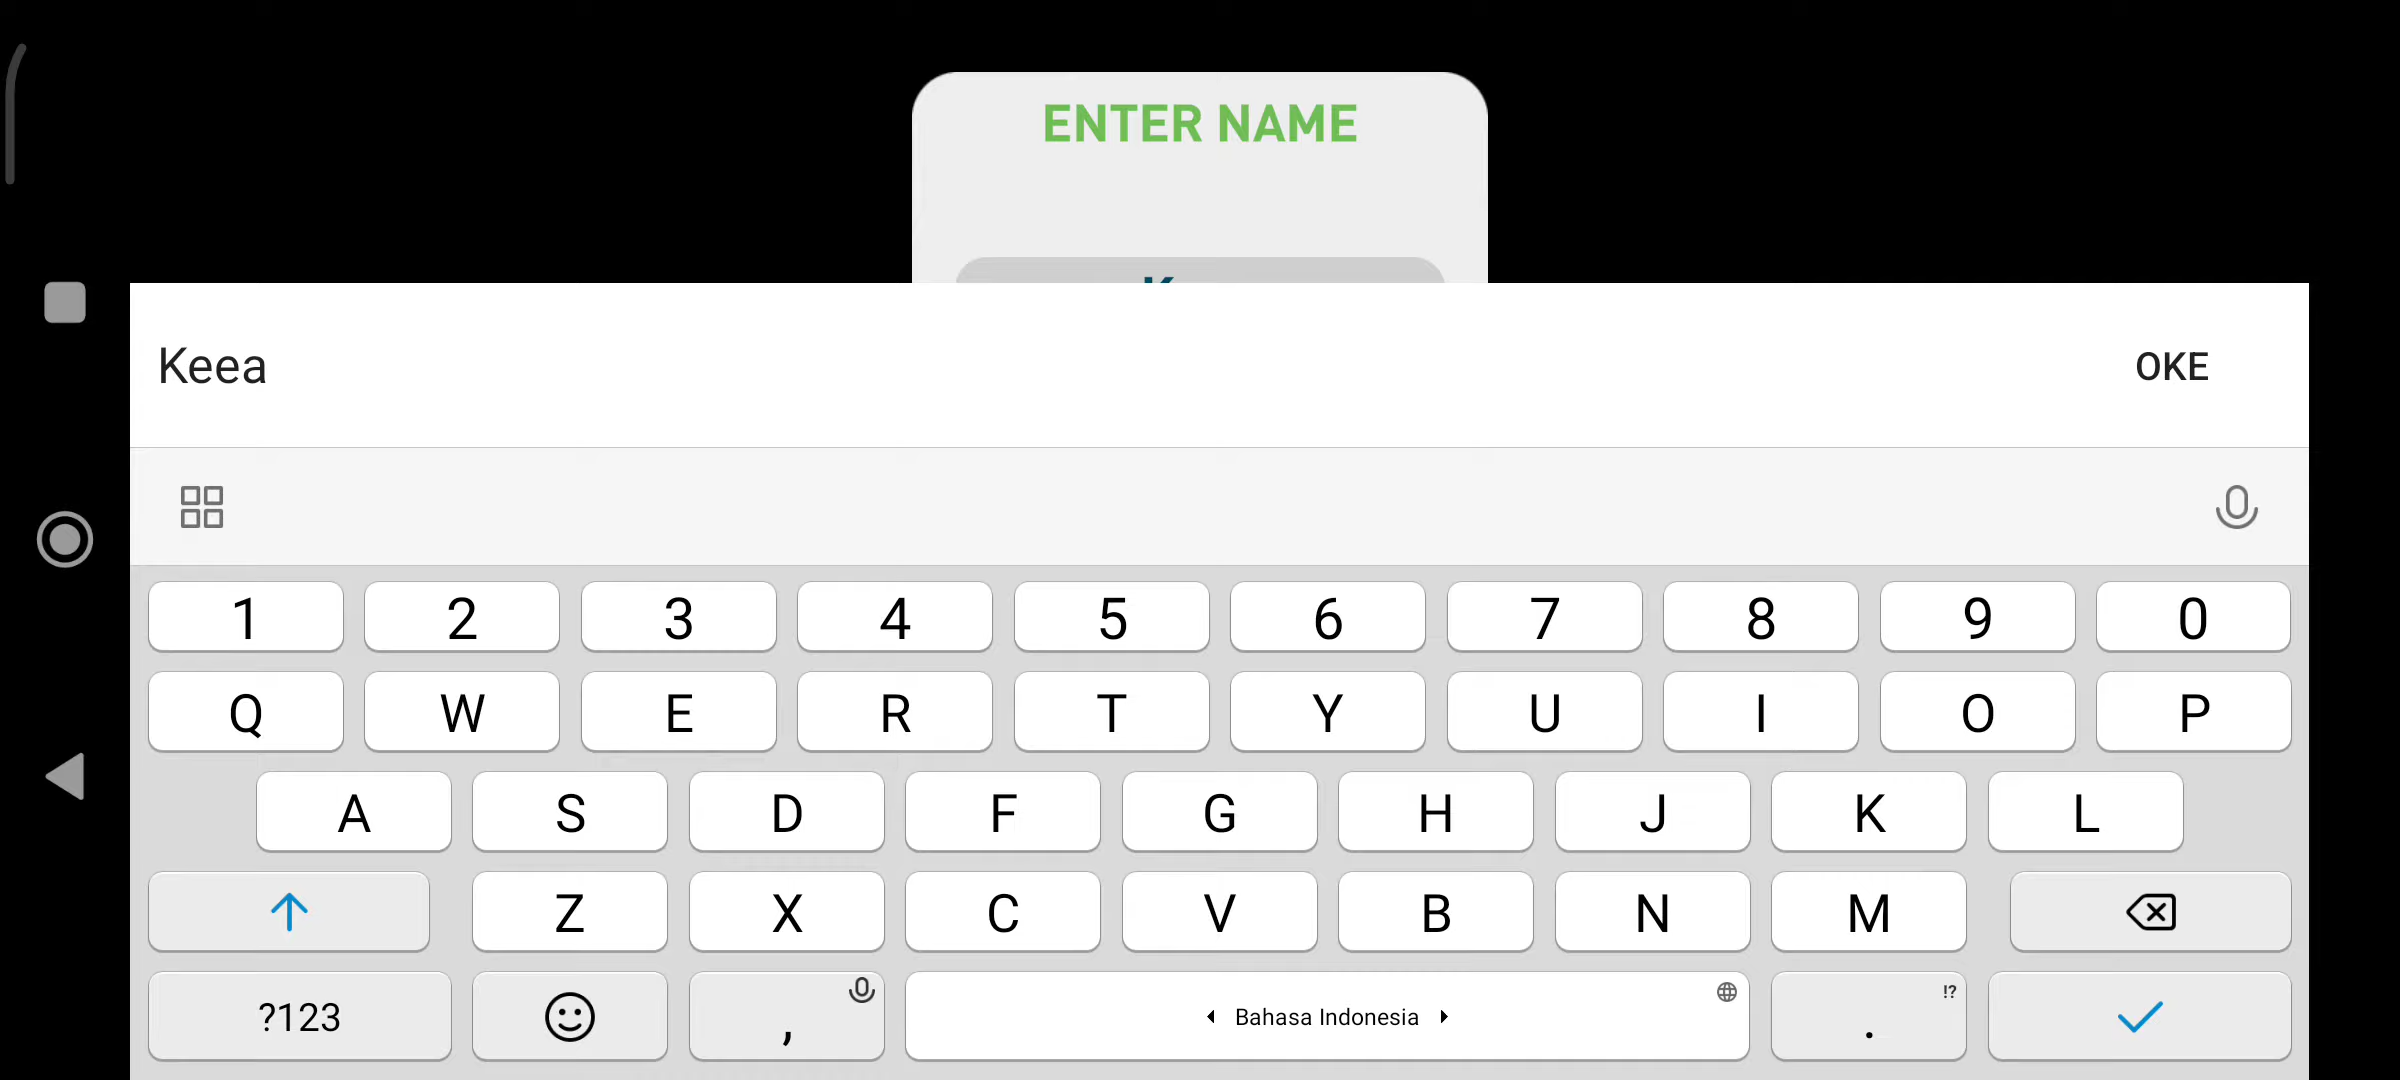 ENTER NAME
Keea
OKE
1 2 3 4 5 6 7 8 9 0
Q W E R T Y U I O P
A S D F G H J K L
Z X C V B N M
?123 , Bahasa Indonesia . !?